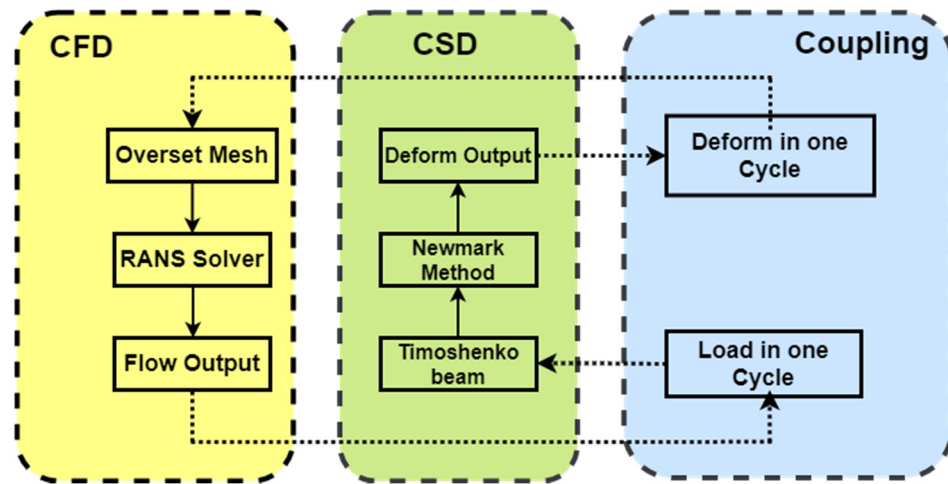 CFD
Overset Mesh
RANS Solver
Flow Output
CSD
Deform Output
Newmark
Method
Timoshenko
beam
Coupling
Deform in one
Cycle
Load in one
Cycle